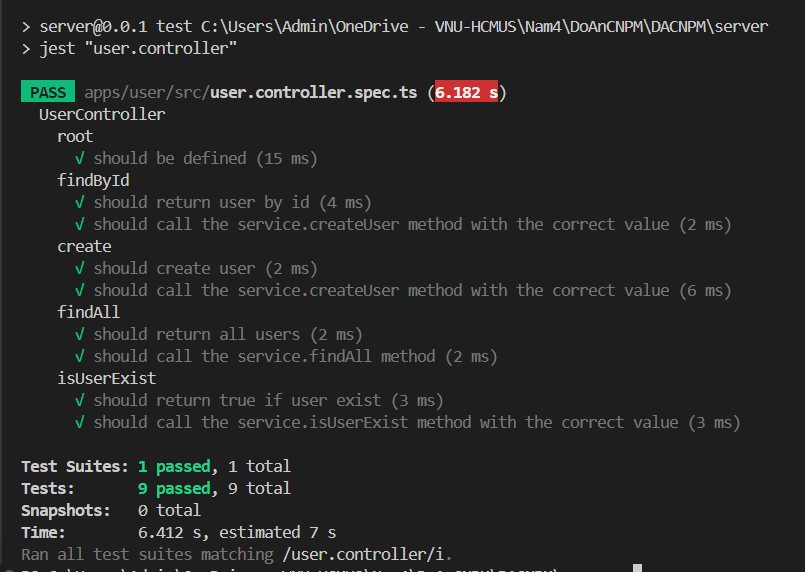 > server@0.0.1 test C:\Users\Admin\OneDrive - VNU-HCMUS\Nam4\DoAnCNPM\DACNPM\server
> jest "user.controller"
PASS apps/user/src/user.controller.spec.ts (6.182 s)
UserController
root
√ should be defined (15 ms)
findById
√ should return user by id (4 ms)
√ should call the service.createUser method with the correct value (2 ms)
create
√ should create user (2 ms)
√ should call the service.createUser method with the correct value (6 ms)
findAll
√ should return all users (2 ms)
√ should call the service.findAll method (2 ms)
isUserExist
√ should return true if user exist (3 ms)
√ should call the service.isUserExist method with the correct value (3 ms)
Test Suites: 1 passed, 1 total
Tests: 9 passed, 9 total
Snapshots: 0 total
Time: 6.412 s, estimated 7 s
Ran all test suites matching /user.controller/i.